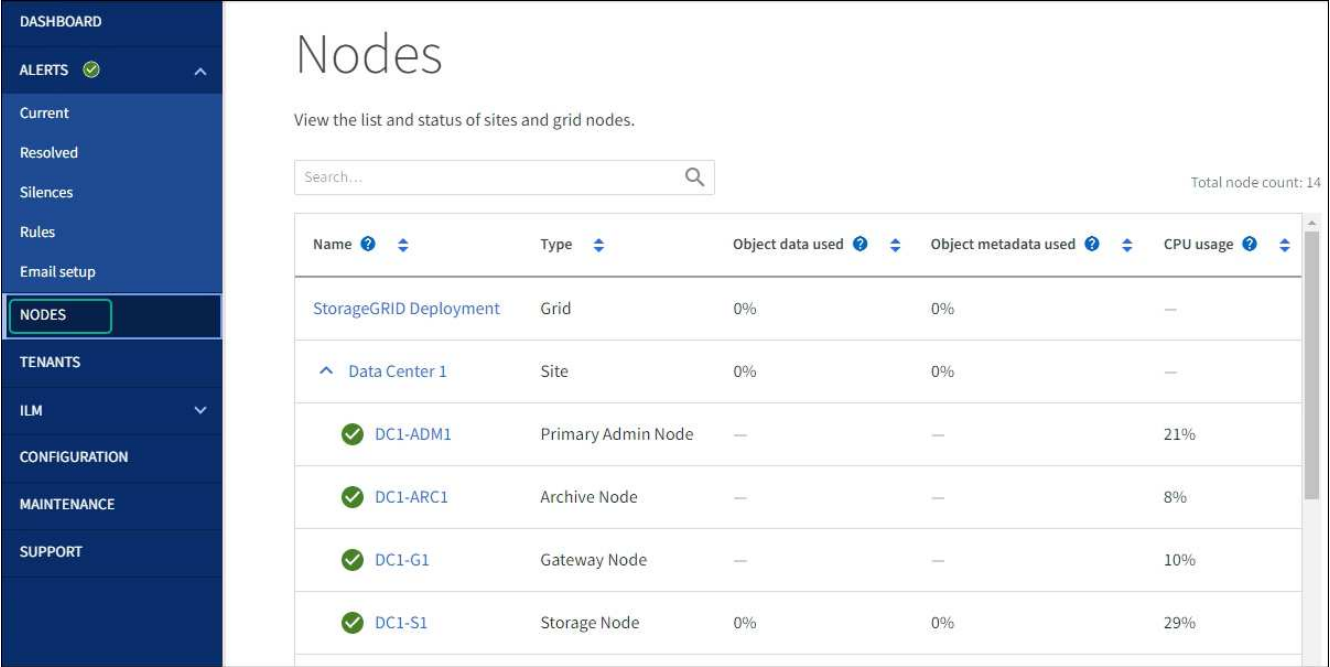 DASHBOARD
ALERTS
Current
Resolved
Silences
Rules
Email setup
NODES
TENANTS
ILM
CONFIGURATION
MAINTENANCE
SUPPORT
Nodes
View the list and status of sites and grid nodes.
Search...
Total node count: 14
Name ? Type Object data used ? Object metadata used ? CPU usage ?
StorageGRID Deployment Grid 0% 0% —
Data Center 1 Site 0% 0% —
DC1-ADM1 Primary Admin Node — — 21%
DC1-ARC1 Archive Node — — 8%
DC1-G1 Gateway Node — — 10%
DC1-S1 Storage Node 0% 0% 29%